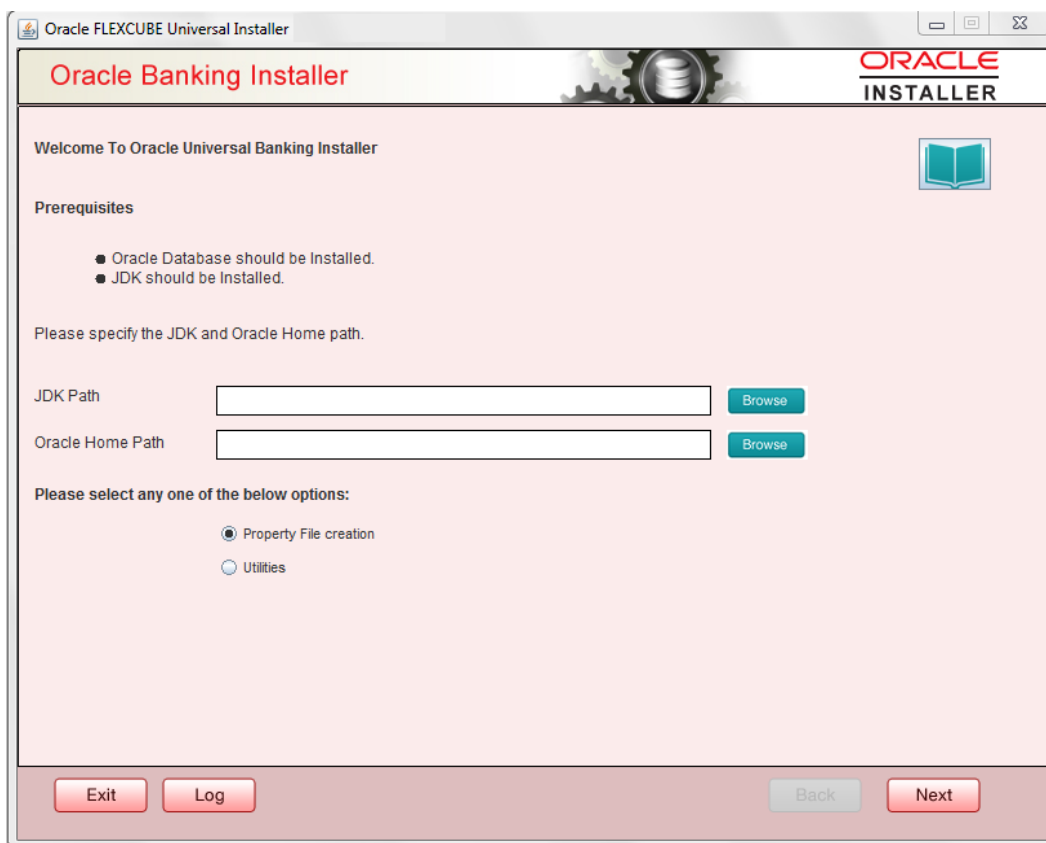 Oracle FLEXCUBE Universal Installer
Oracle Banking Installer
ORACLE
INSTALLER
Welcome To Oracle Universal Banking Installer
Prerequisites
Oracle Database should be Installed.
JDK should be Installed.
Please specify the JDK and Oracle Home path.
JDK Path
Browse
Oracle Home Path
Browse
Please select any one of the below options:
Property File creation
Utilities
Exit
Log
Back
Next